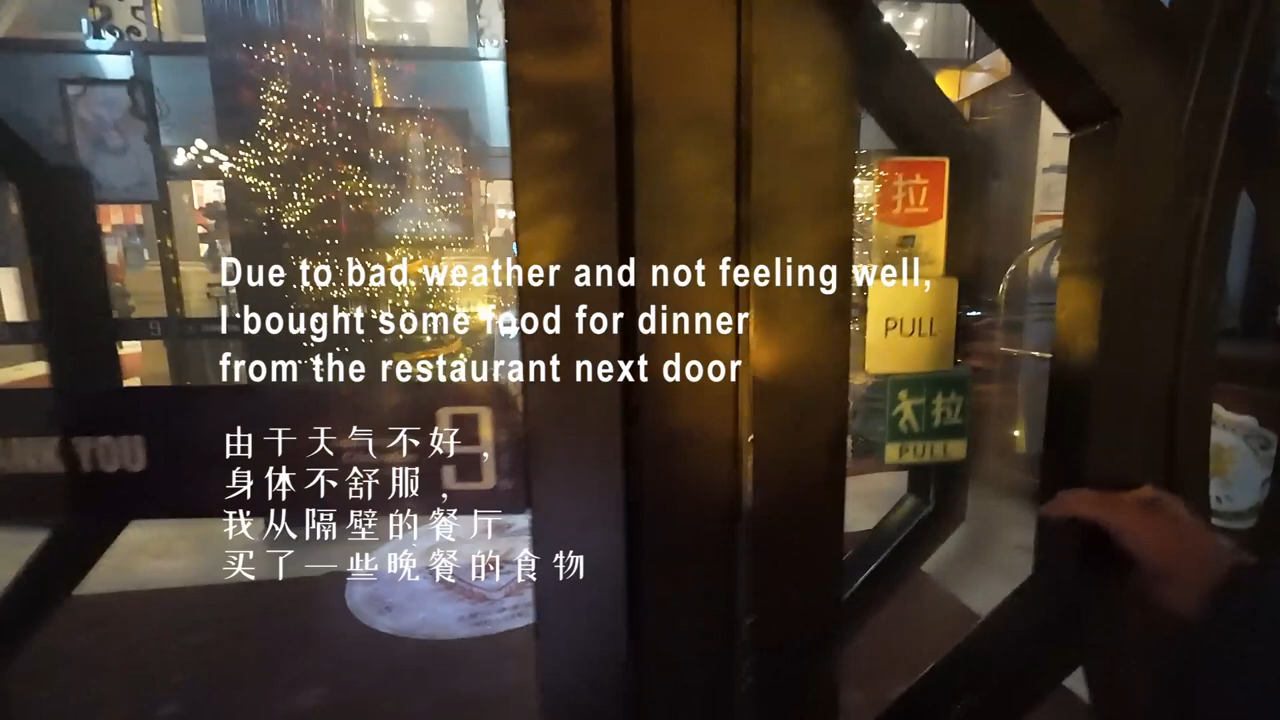 拉
Due to bad weather and not feeling well,
I bought some food for dinner
PULL
from the restaurant next door
拉
PULL
由于天气不好，
9
YOU
身体不舒服，
我从隔壁的餐厅
买了一些晚餐的食物